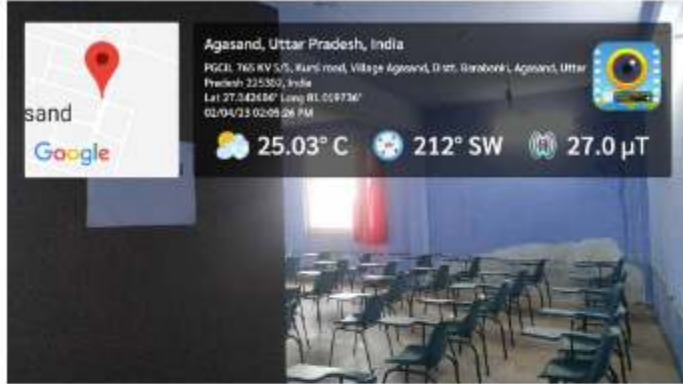 Agasand, Uttar Pradesh, India
PGCIL 765 KV S/S, Kursi road, Village Agasand, Distt. Barabanki, Agasand, Uttar
Pradesh 225302, India
Lat 27.042686° Long 81.019736°
02/04/23 02:05:26 PM
sand
Google
25.03° C
212° SW
27.0 μT